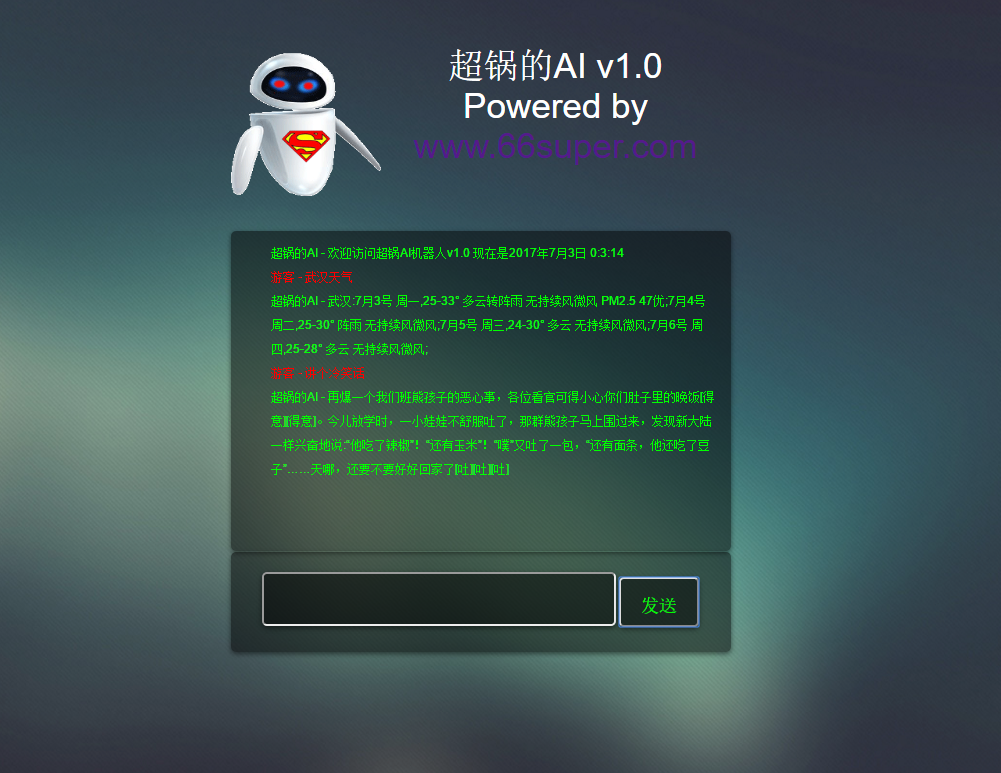 超锅的AI v1.0
Powered by
www.66super.com
超锅的AI - 欢迎访问超锅AI机器人v1.0 现在是2017年7月3日 0:3:14
游客 - 武汉天气
超锅的AI - 武汉:7月3号 周一,25-33° 多云转阵雨 无持续风微风 PM2.5 47优;7月4号
周二,25-30° 阵雨 无持续风微风;7月5号 周三,24-30° 多云 无持续风微风;7月6号 周
四,25-28° 多云 无持续风微风;
游客 - 讲个冷笑话
超锅的AI - 再爆一个我们班熊孩子的恶心事，各位看官可得小心你们肚子里的晚饭[得
意][得意]。今儿放学时，一小娃娃不舒服吐了，那群熊孩子马上围过来，发现新大陆
一样兴奋地说:“他吃了辣椒”！“还有玉米”！“噗”又吐了一包，“还有面条，他还吃了豆
子”……天哪，还要不要好好回家了[吐][吐][吐]
发送